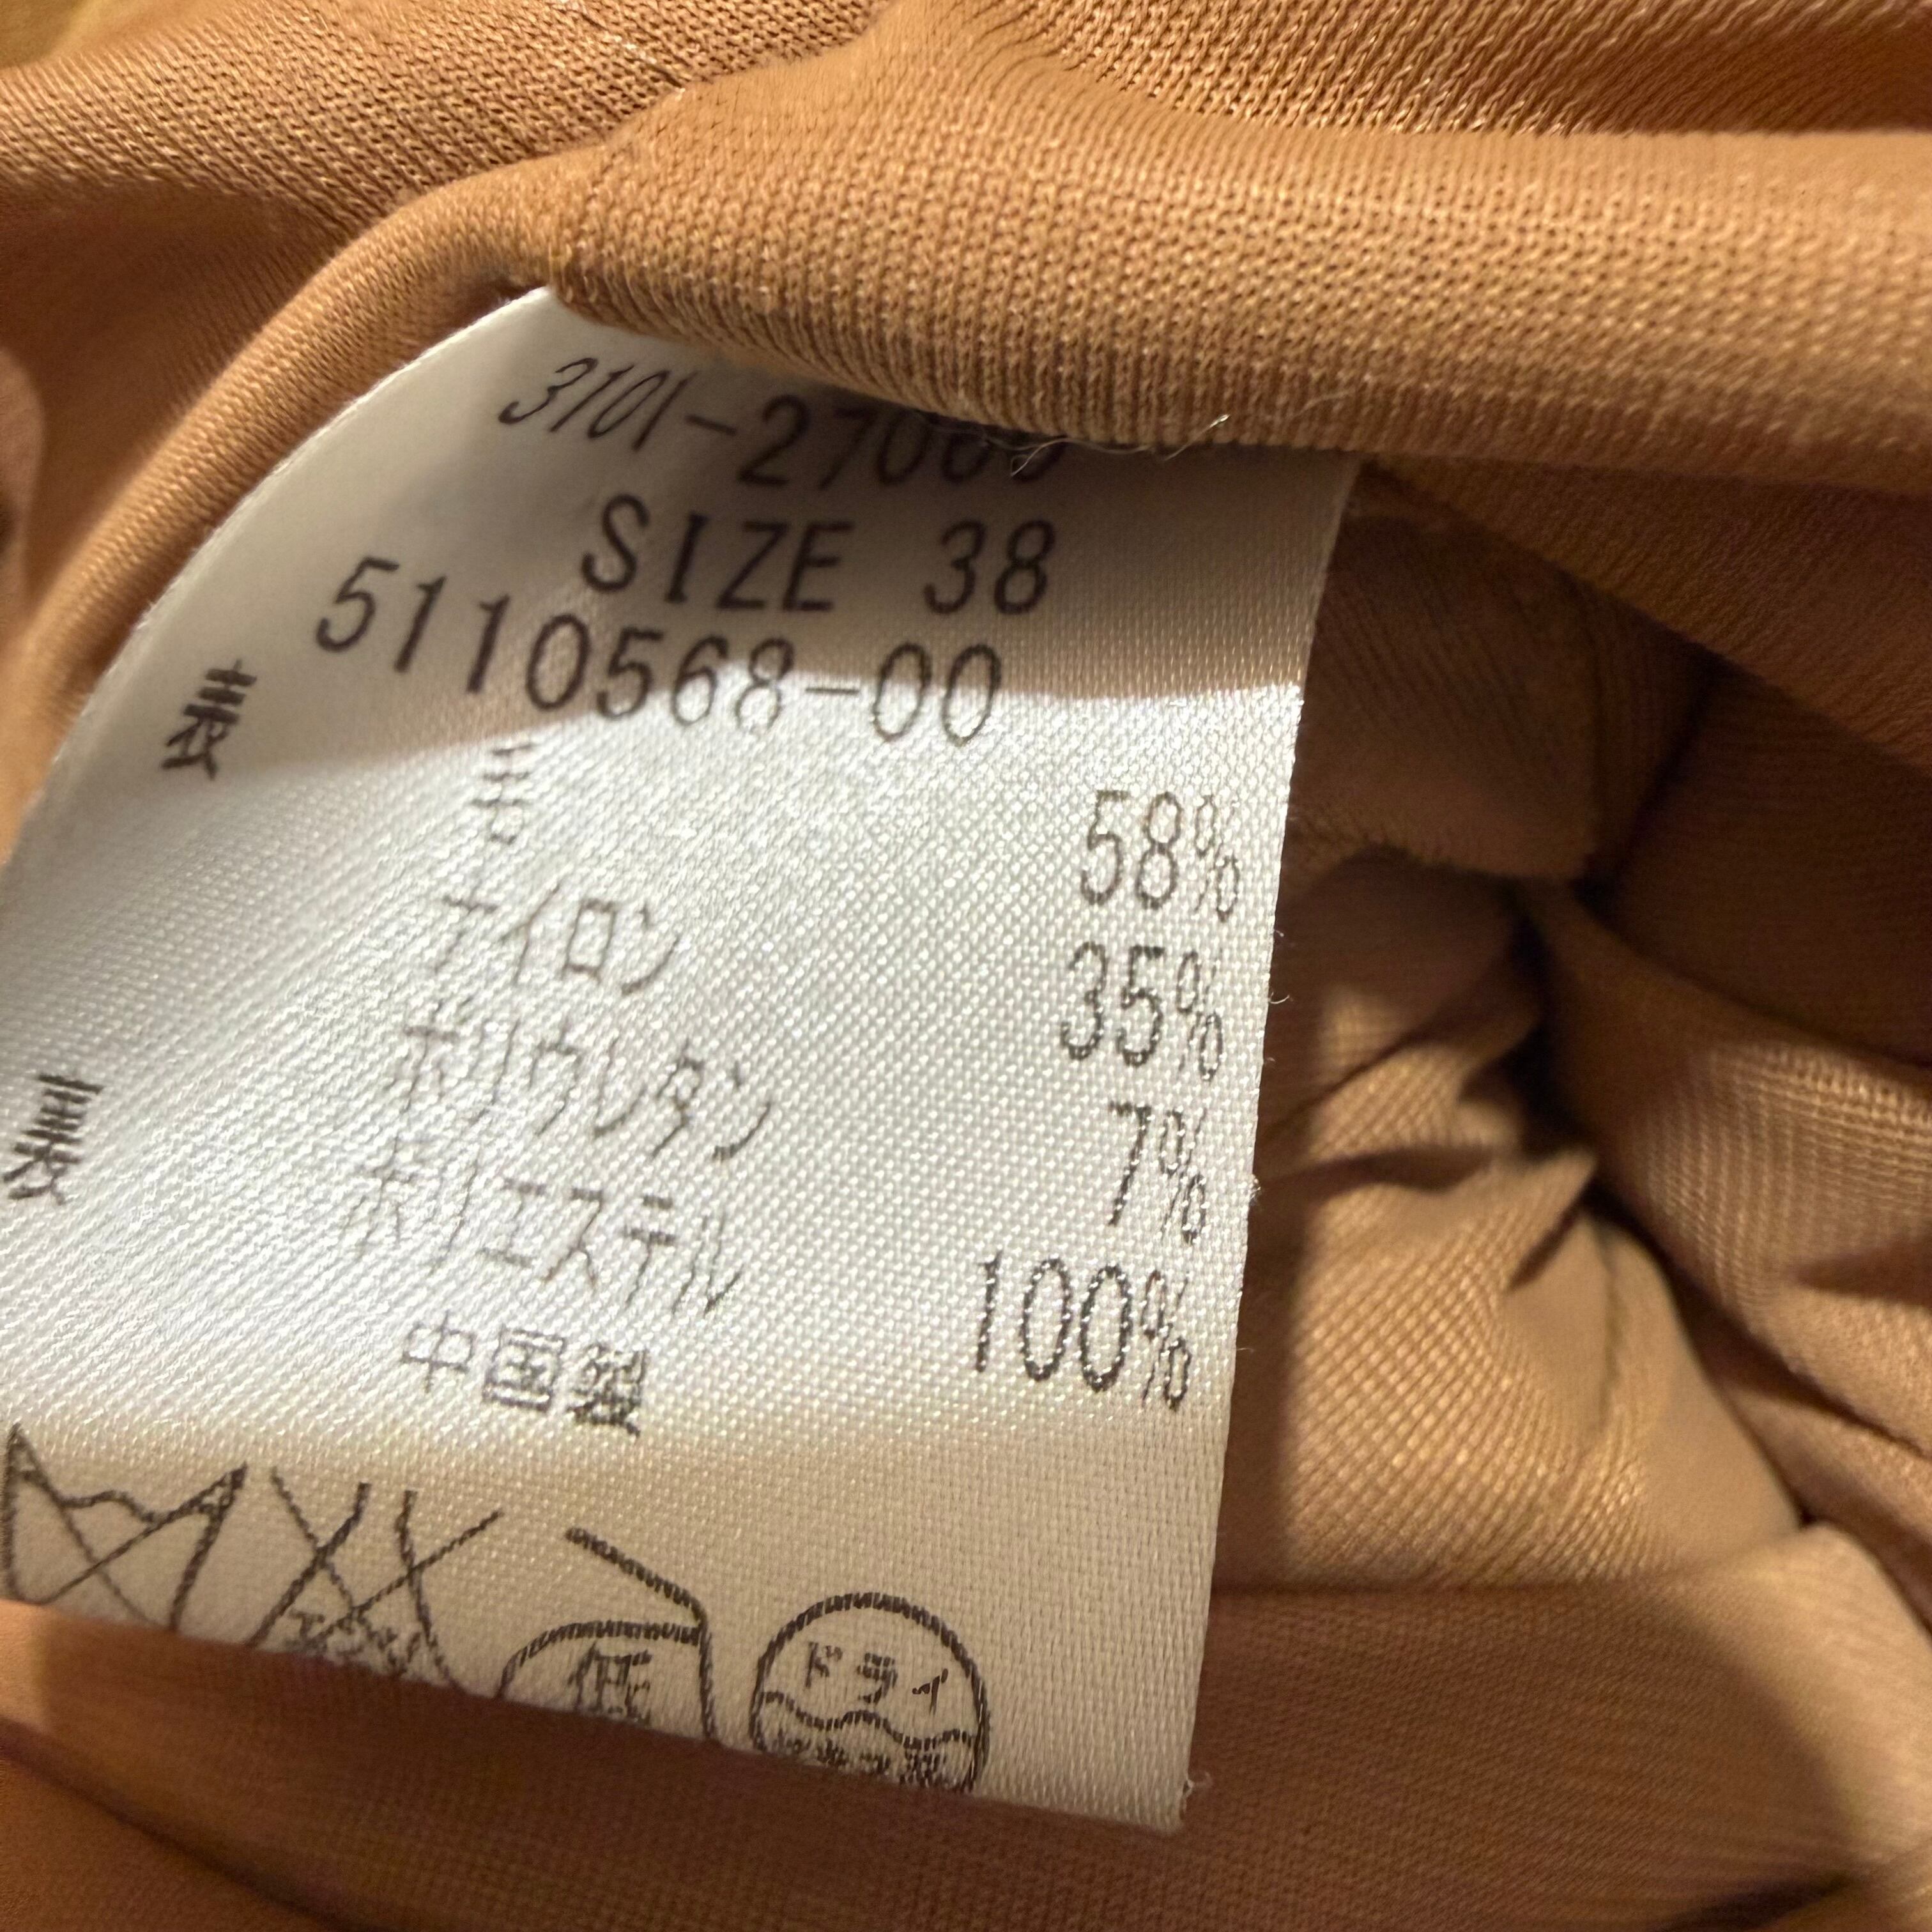 3101-27060
SIZE 38
5110568-00
表 毛 58%
ナイロン 35%
ポリウレタン 7%
裏 ポリエステル 100%
中国製
低
ドライ